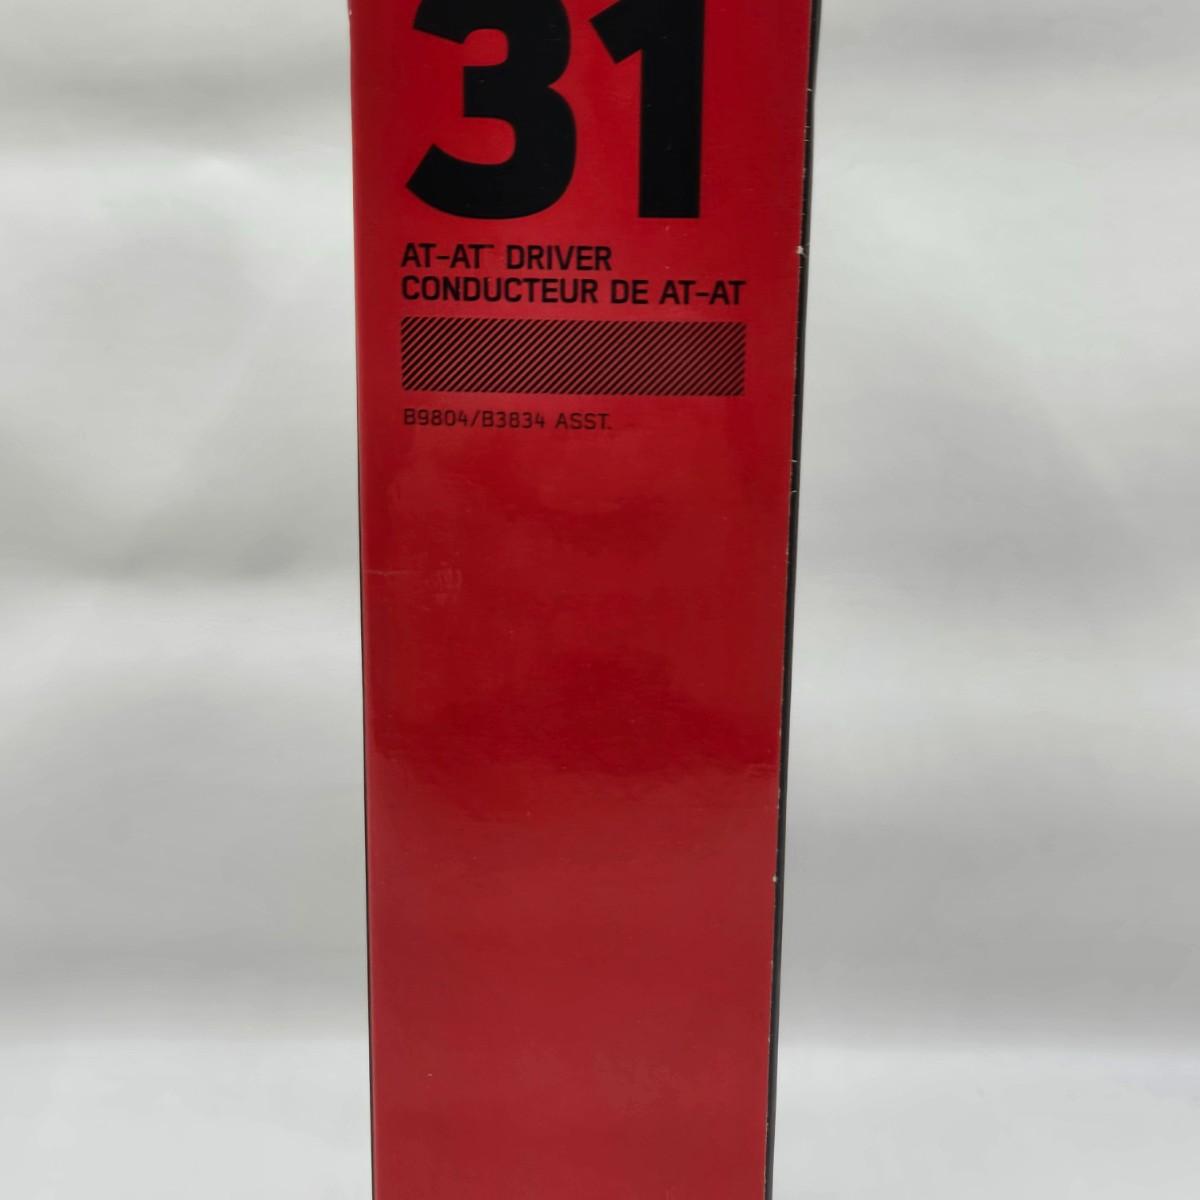 31
AT-AT™ DRIVER
CONDUCTEUR DE AT-AT
B9804/B3834 ASST.